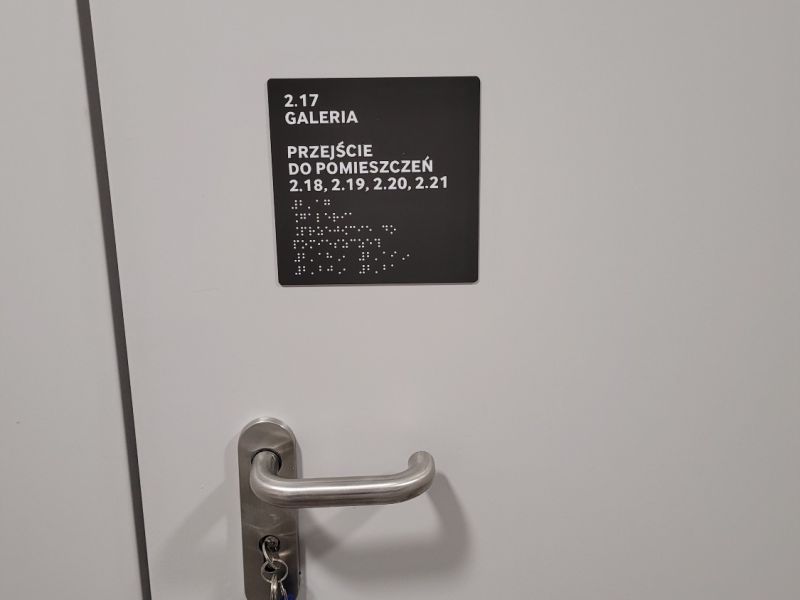 2.17
GALERIA
PRZEJŚCIE
DO POMIESZCZEŃ
2.18, 2.19, 2.20, 2.21